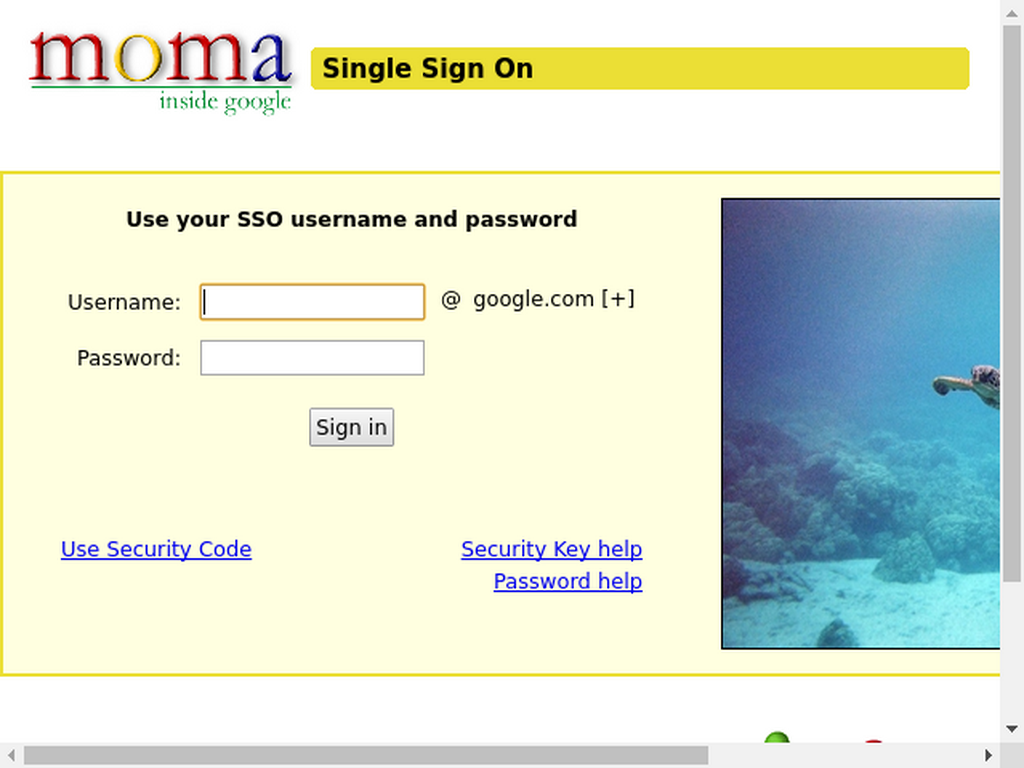 moma
inside google
Single Sign On
Use your SSO username and password
Username:
@ google.com [+]
Password:
Sign in
Use Security Code
Security Key help
Password help